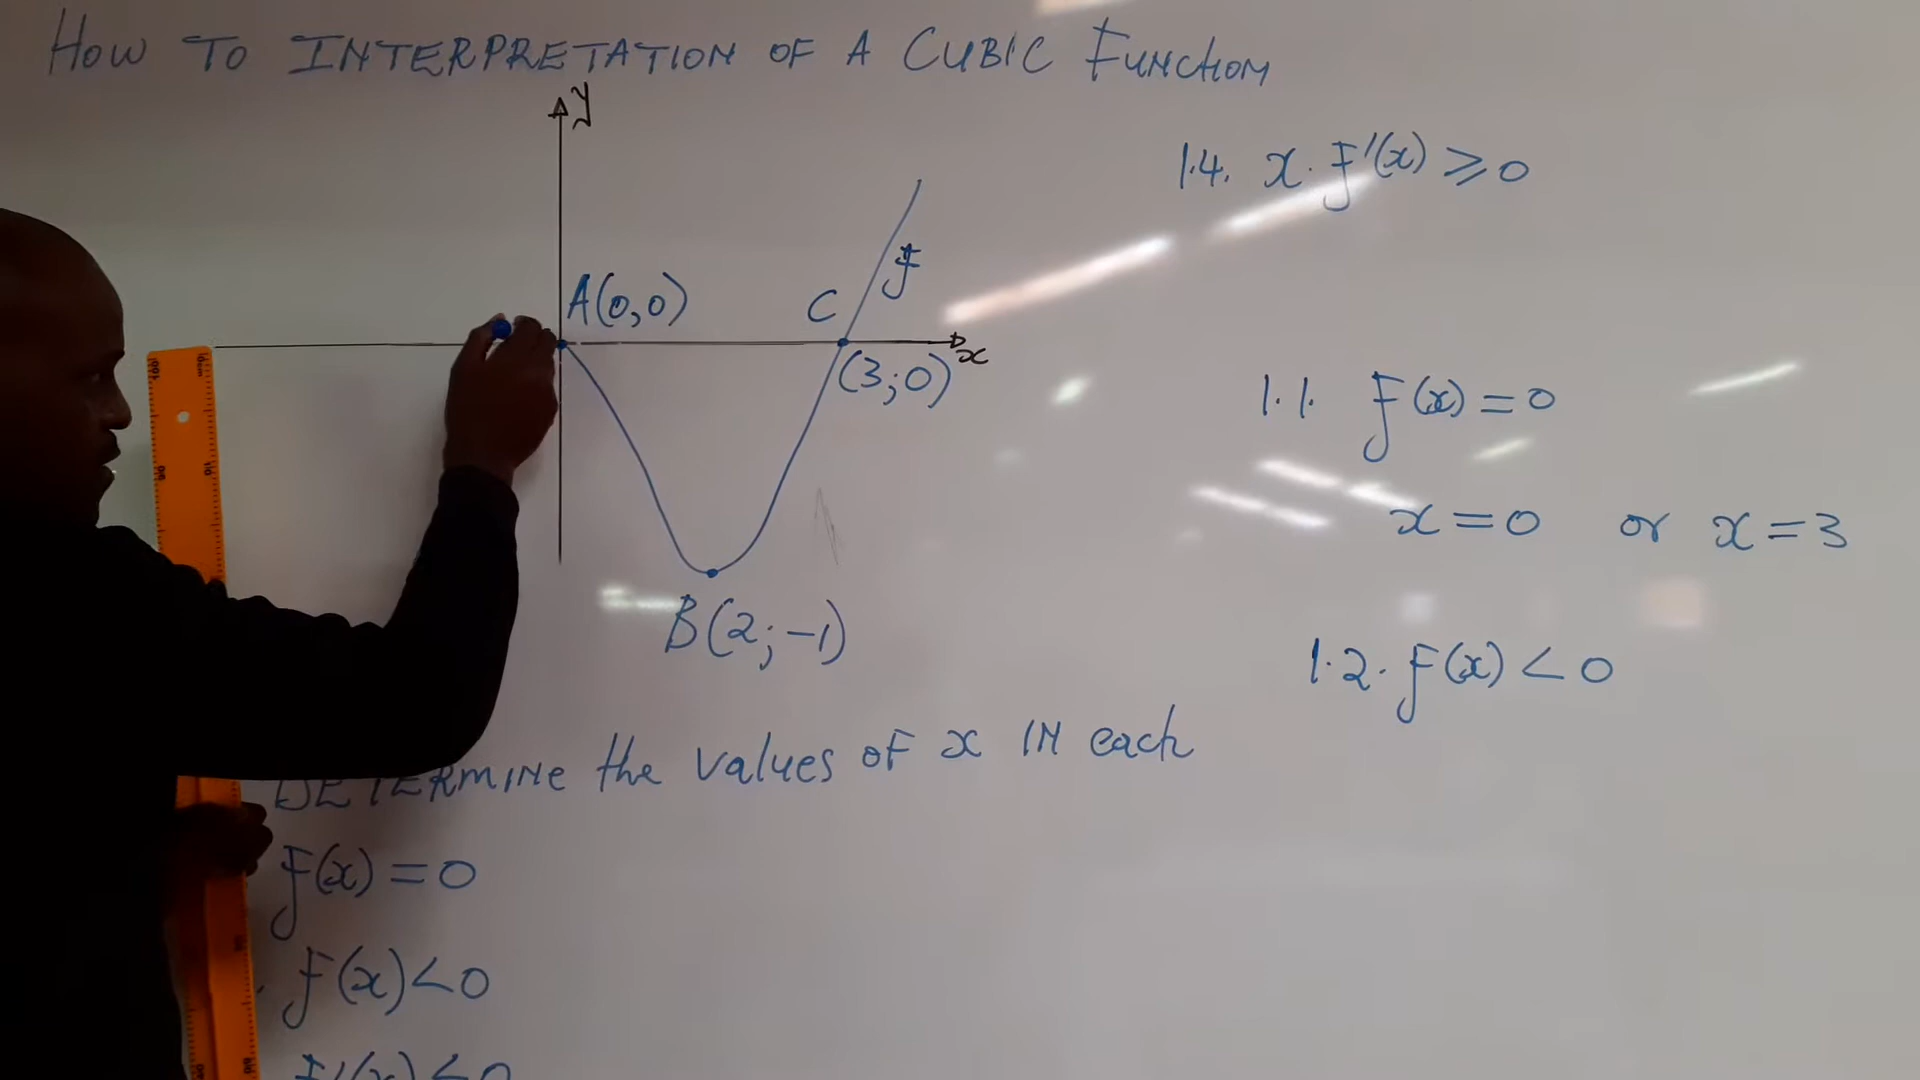 HOW TO INTERPRETATION OF A CUBIC FUNCTION
y
1.4. x. f'(x) ⩾ 0
f
A(0,0)
C
x
(3;0)
1.1. f(x) = 0
x = 0 or x = 3
B(2;-1)
1.2. f(x) < 0
DETERMINE the values of x IN each
f(x) = 0
f(x) < 0